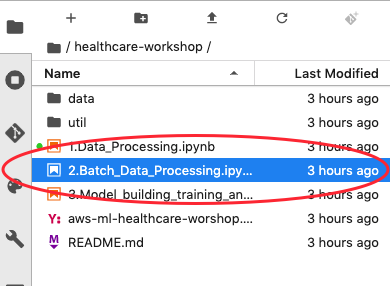 / healthcare-workshop /
Name Last Modified
data 3 hours ago
util 3 hours ago
1.Data_Processing.ipynb 3 hours ago
2.Batch_Data_Processing.ipy... 3 hours ago
3.Model_building_training_an... 3 hours ago
Y: aws-ml-healthcare-worshop.... 3 hours ago
M README.md 3 hours ago